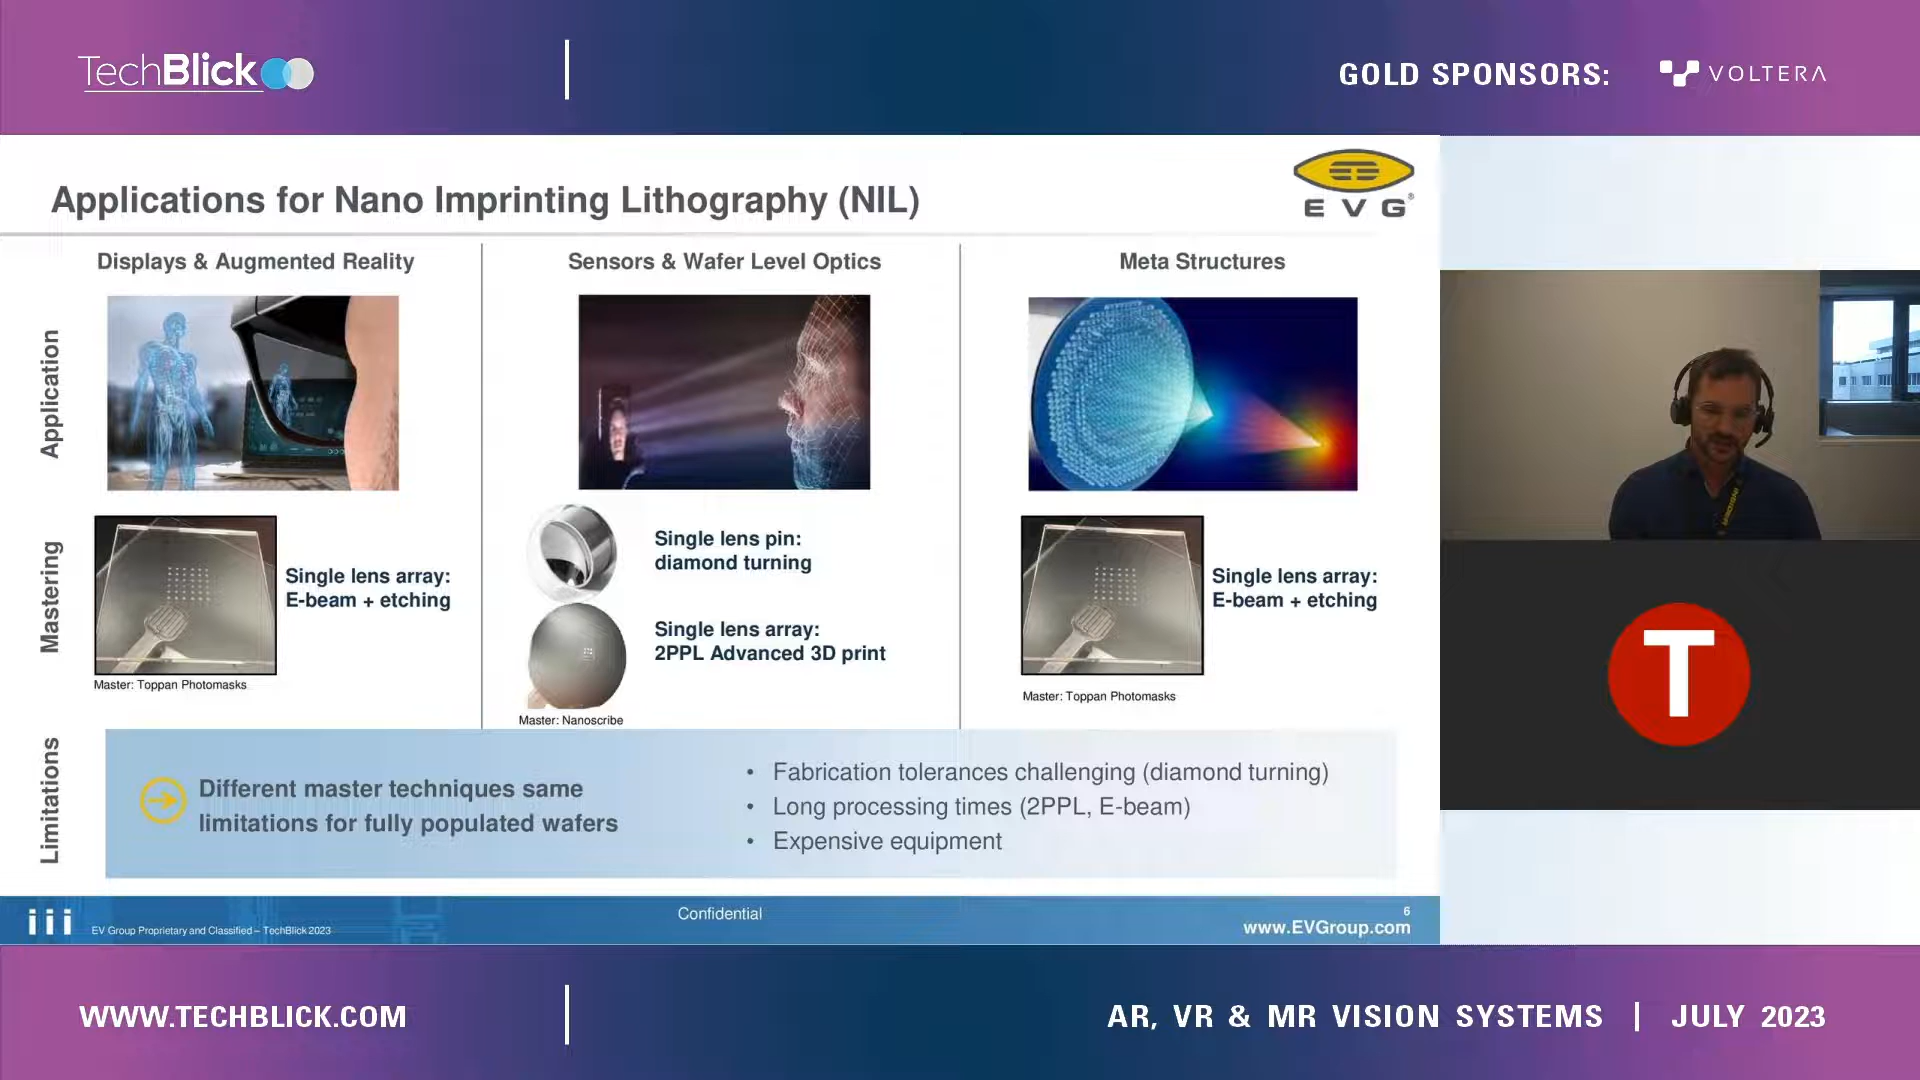 TechBlick
GOLD SPONSORS:
VOLTERA
Applications for Nano Imprinting Lithography (NIL)
EVG®
Displays & Augmented Reality
Sensors & Wafer Level Optics
Meta Structures
Application
Mastering
Single lens array:
E-beam + etching
Master: Toppan Photomasks
Single lens pin:
diamond turning
Single lens array:
2PPL Advanced 3D print
Master: Nanoscribe
Single lens array:
E-beam + etching
Master: Toppan Photomasks
T
Limitations
Different master techniques same
limitations for fully populated wafers
• Fabrication tolerances challenging (diamond turning)
• Long processing times (2PPL, E-beam)
• Expensive equipment
EV Group Proprietary and Classified – TechBlick 2023
Confidential
6
www.EVGroup.com
WWW.TECHBLICK.COM
AR, VR & MR VISION SYSTEMS | JULY 2023